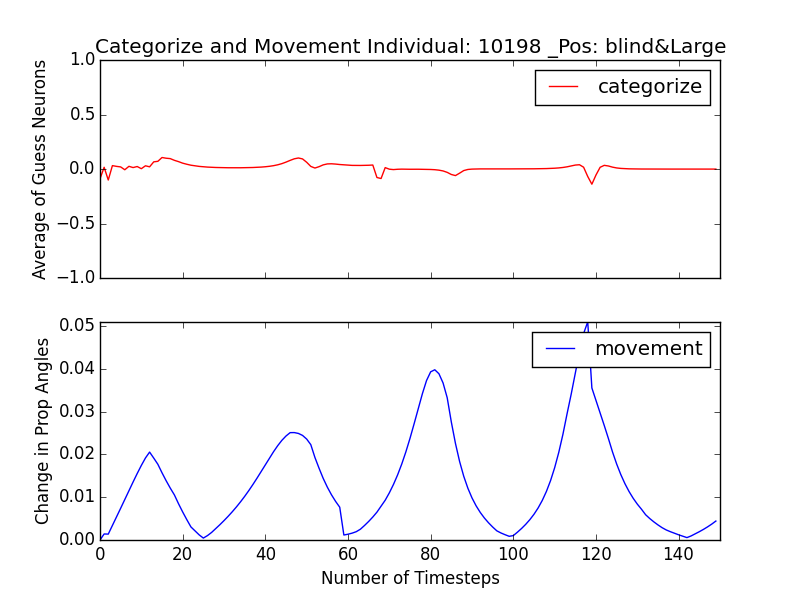 Categorize and Movement Individual: 10198 _Pos: blind&Large
1.0
0.5
0.0
−0.5
−1.0
Average of Guess Neurons
categorize
0.05
0.04
0.03
0.02
0.01
0.00
Change in Prop Angles
movement
0 20 40 60 80 100 120 140
Number of Timesteps